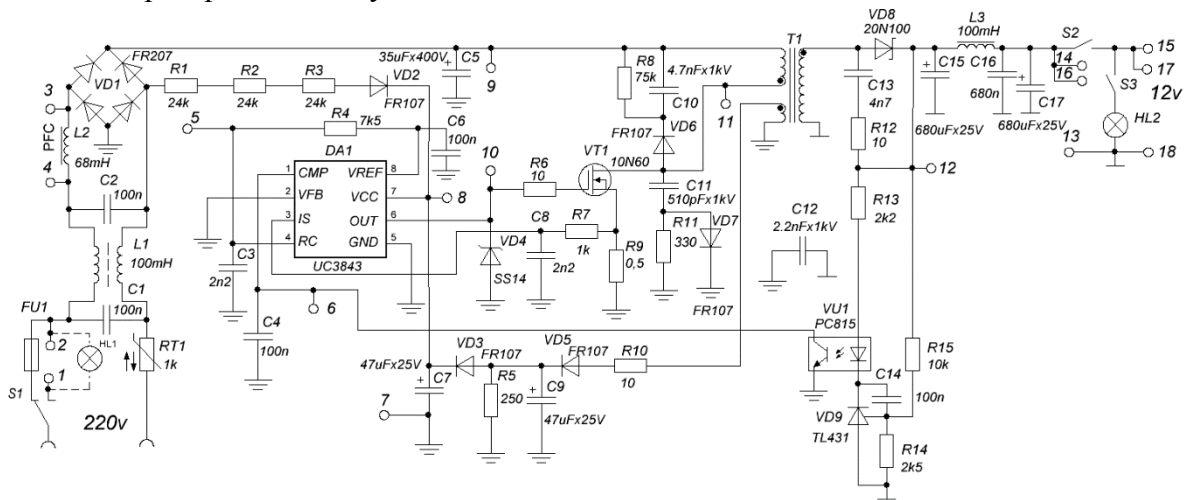 VD8
20N100
T1
L3
100mH
S2
FR207
VD1
35uFx400V
C5
R8
75k
4.7nFx1kV
C10
15
14
16
17
12v
R1
R2
R3
VD2
24k
24k
24k
FR107
9
C13
4n7
C15
C16
680n
C17
S3
HL2
3
5
R4
7k5
C6
100n
11
FR107
VD6
R12
10
680uFx25V
680uFx25V
13
18
PFC
L2
68mH
4
DA1
10
VT1
10N60
12
1
CMP
VREF
8
2
VFB
VCC
7
3
IS
OUT
6
4
RC
GND
5
UC3843
8
R6
10
C2
100n
C11
510pFx1kV
R13
2k2
C8
R7
1k
2n2
R11
330
VD7
FR107
C12
2.2nFx1kV
L1
100mH
C3
2n2
VD4
SS14
R9
0,5
C1
100n
6
FU1
2
HL1
1
RT1
1k
C4
100n
VU1
PC815
S1
220v
VD3
FR107
VD5
FR107
R10
10
R15
10k
47uFx25V
C7
R5
250
C9
47uFx25V
7
C14
100n
VD9
TL431
R14
2k5